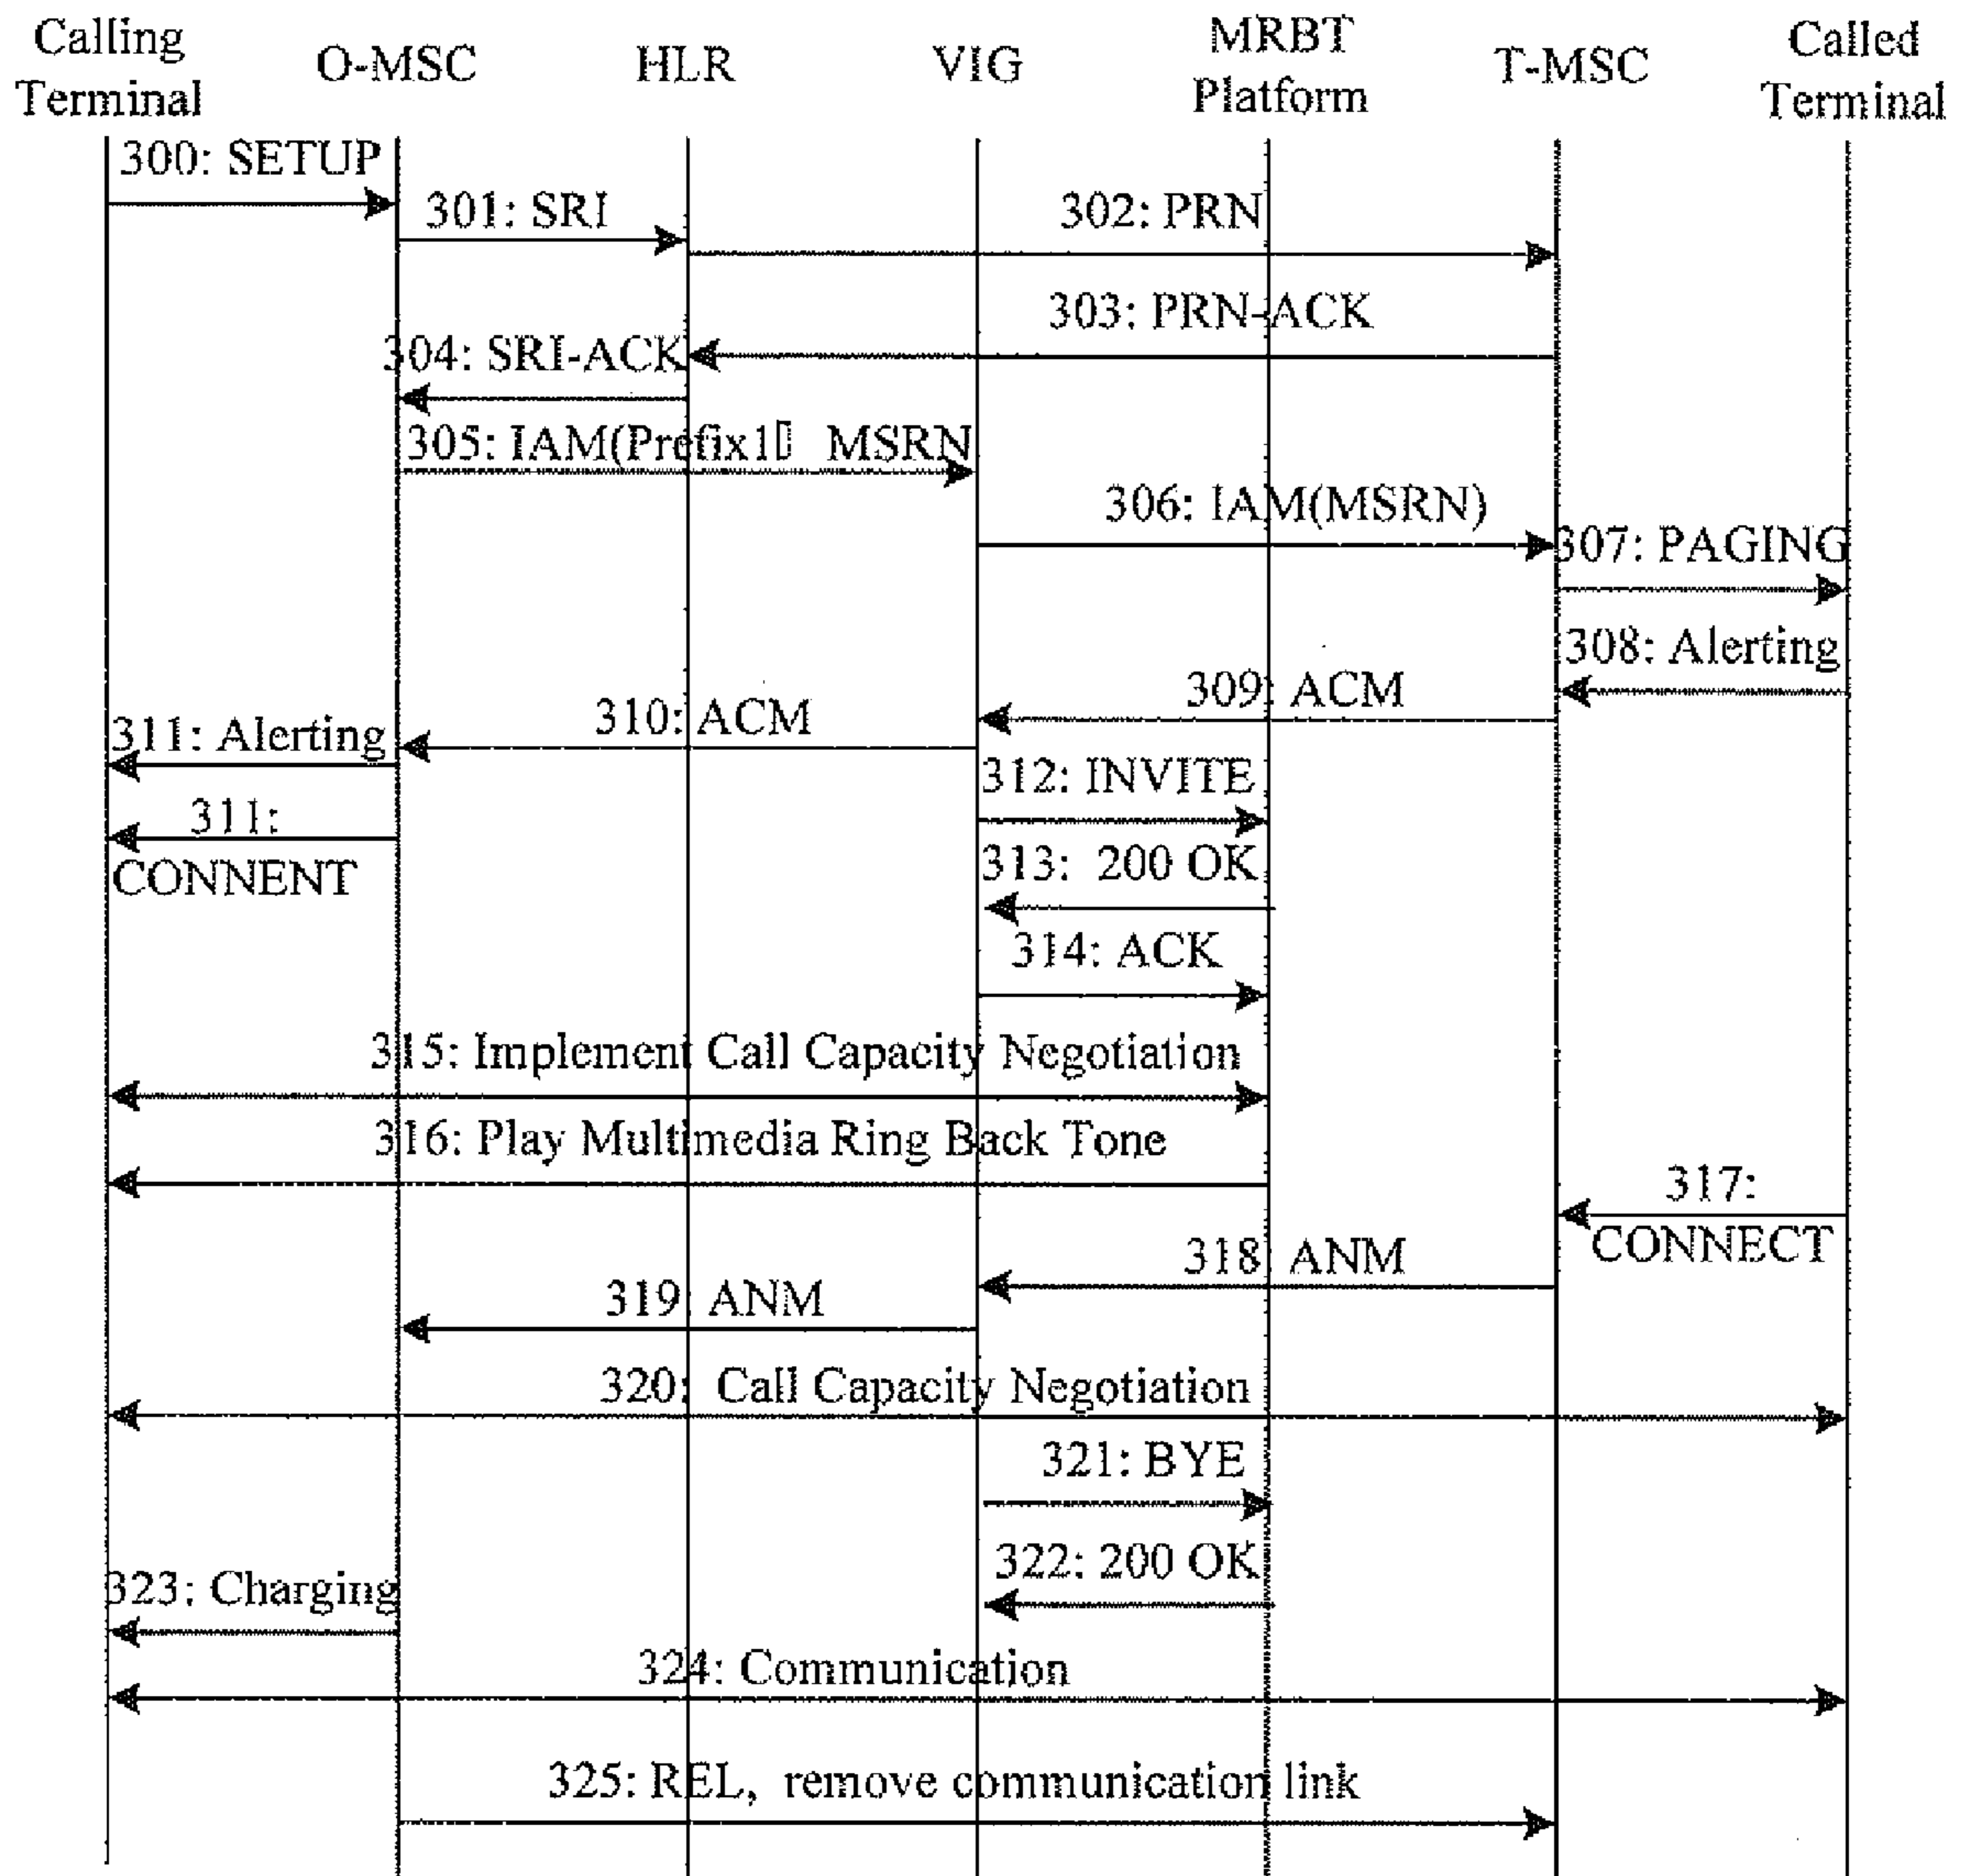 Calling
Terminal
O-MSC
HLR
VIG
MRBT
Platform
T-MSC
Called
Terminal
300: SETUP
301: SRI
302: PRN
303: PRN-ACK
304: SRI-ACK
305: IAM(Prefix1▯ MSRN
306: IAM(MSRN)
307: PAGING
308: Alerting
309: ACM
310: ACM
311: Alerting
312: INVITE
311:
CONNENT
313: 200 OK
314: ACK
315: Implement Call Capacity Negotiation
316: Play Multimedia Ring Back Tone
317:
CONNECT
318: ANM
319: ANM
320: Call Capacity Negotiation
321: BYE
322: 200 OK
323: Charging
324: Communication
325: REL, remove communication link